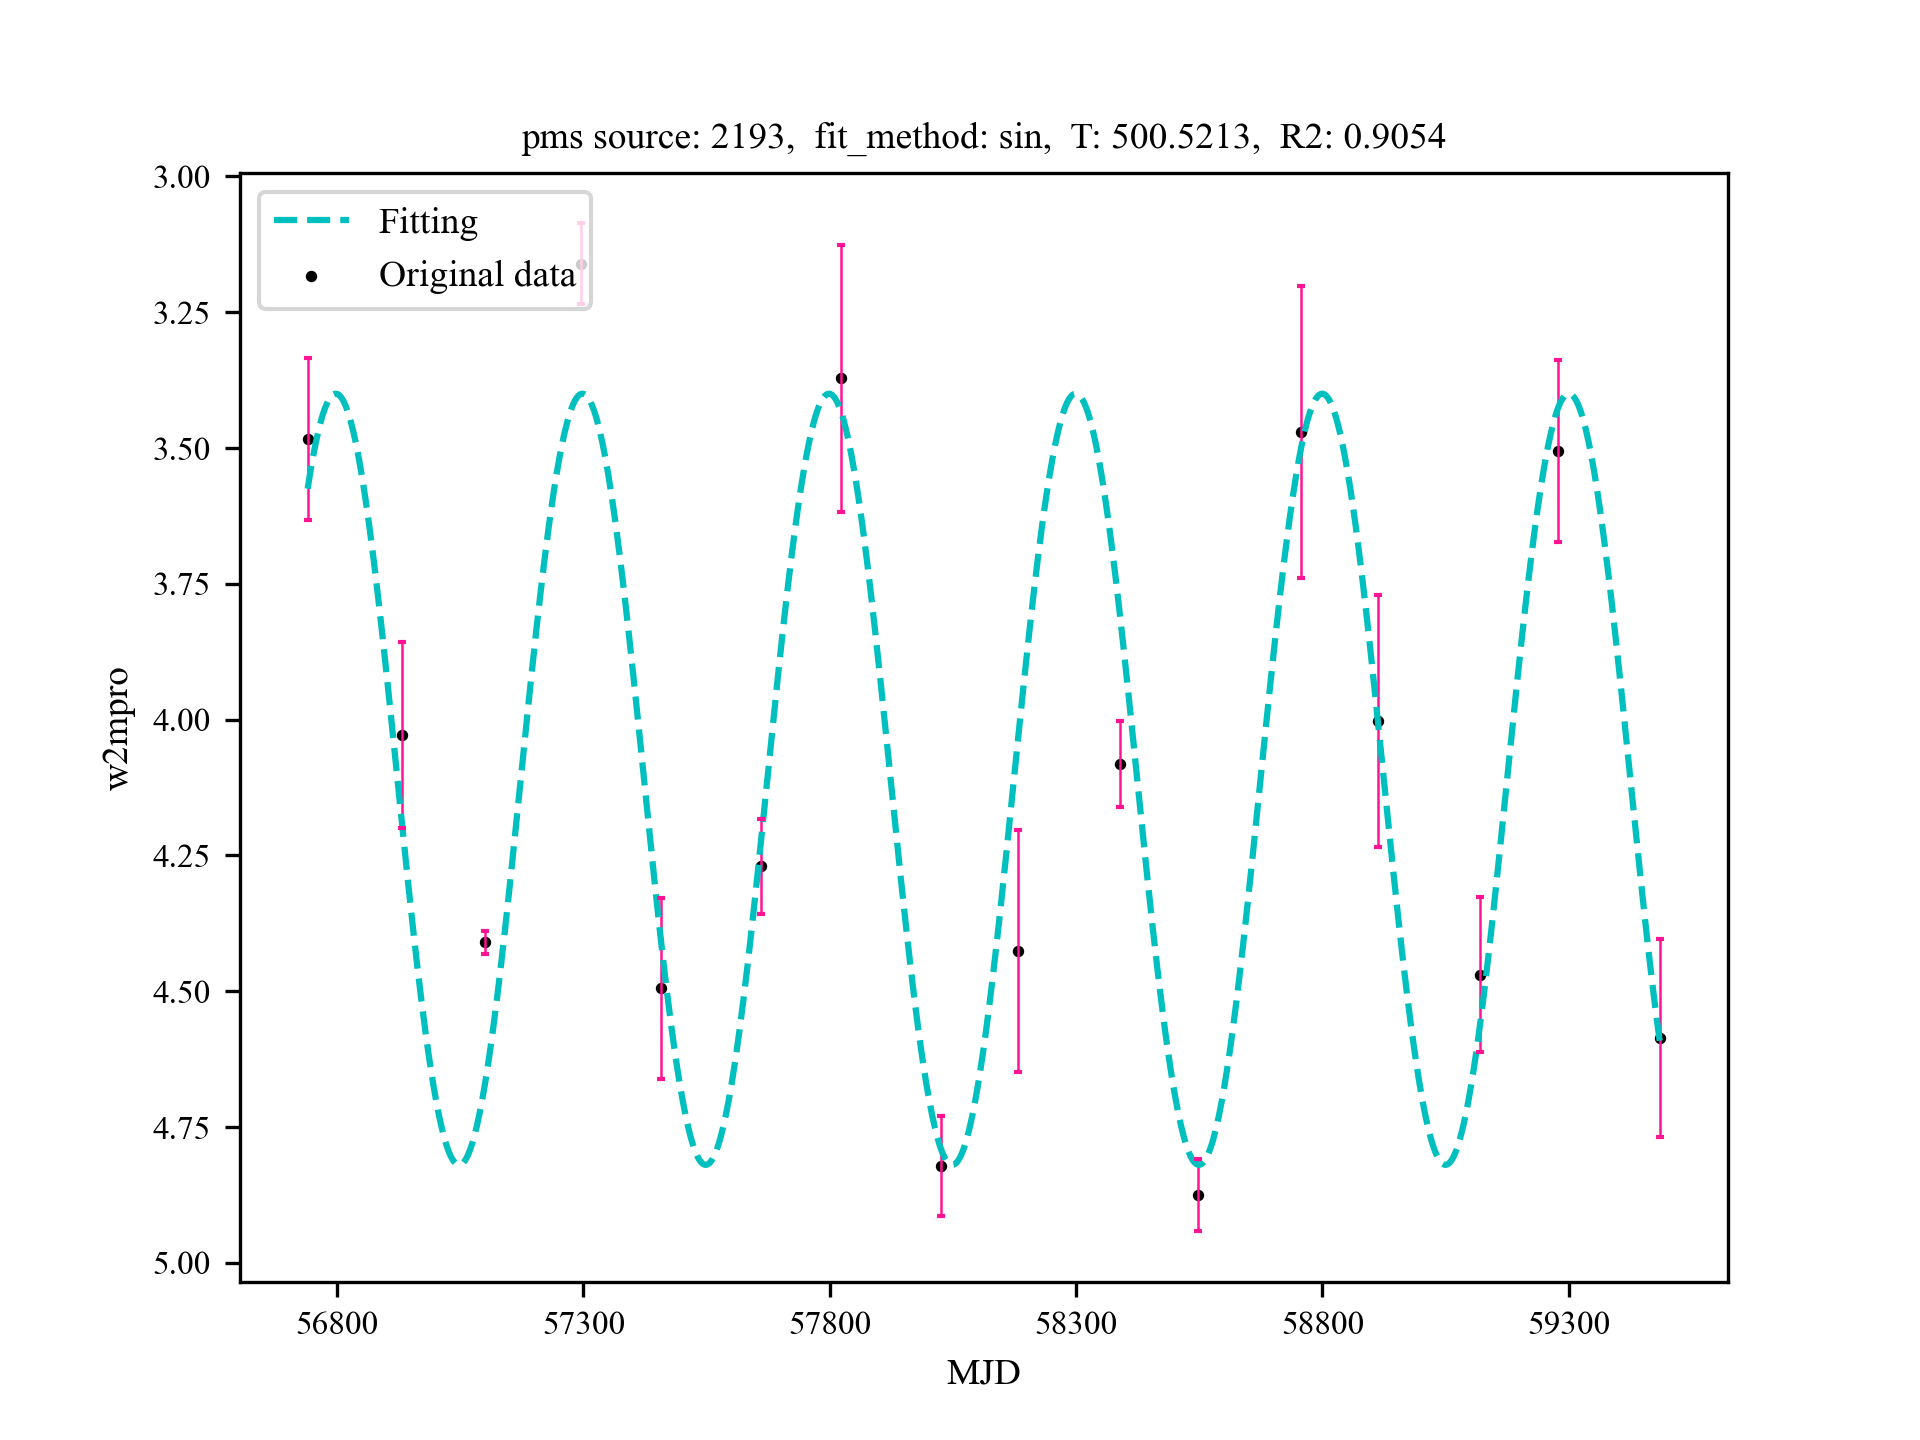 pms source: 2193,  fit_method: sin,  T: 500.5213,  R2: 0.9054
3.00
Fitting
Original data
3.25
3.50
3.75
4.00
w2mpro
4.25
4.50
4.75
5.00
56800 57300 57800 58300 58800 59300
MJD